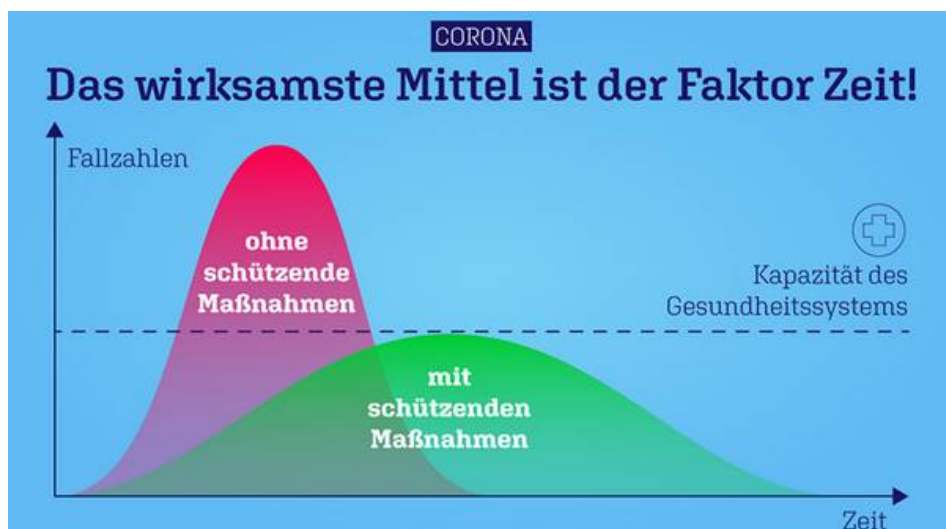 CORONA
Das wirksamste Mittel ist der Faktor Zeit!
Fallzahlen
ohne
schützende
Maßnahmen
Kapazität des
Gesundheitssystems
mit
schützenden
Maßnahmen
Zeit